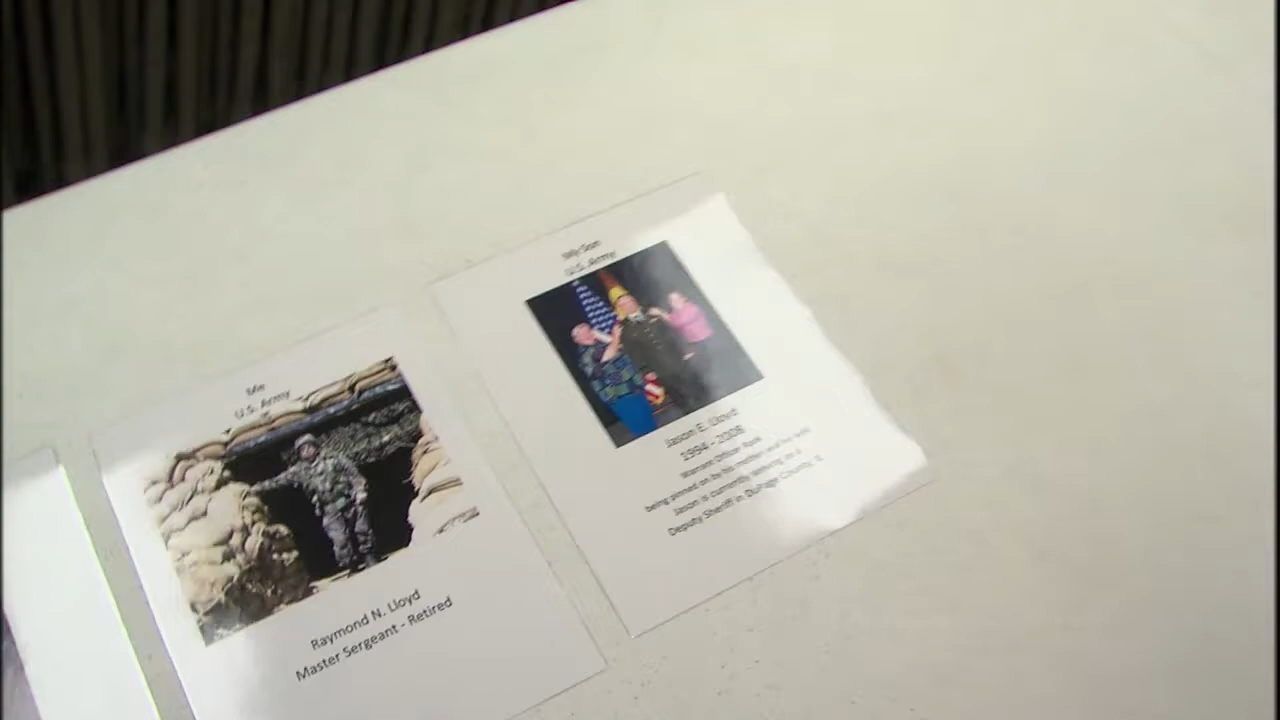 Me
U.S. Army
Raymond N. Lloyd
Master Sergeant - Retired
My Son
U.S. Army
Jason E. Lloyd
1994 - 2008
Warrant Officer Rank
being pinned on by his mother and he wife
Jason is currently serving as a
Deputy Sheriff in DuPage County, IL